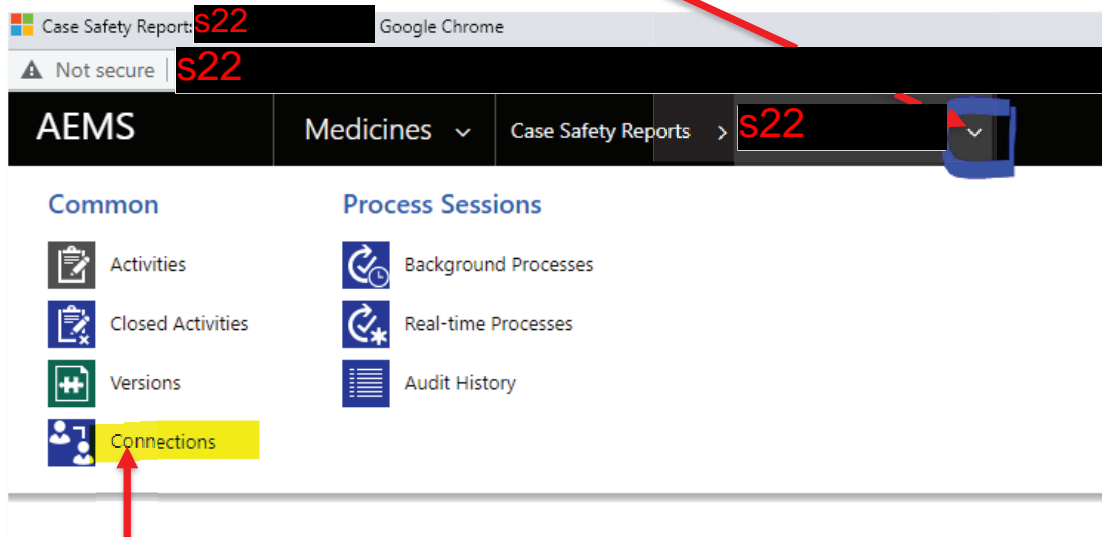 Case Safety Report: s22 Google Chrome
Not secure s22
AEMS Medicines Case Safety Reports > s22
Common Process Sessions
Activities Background Processes
Closed Activities Real-time Processes
Versions Audit History
Connections